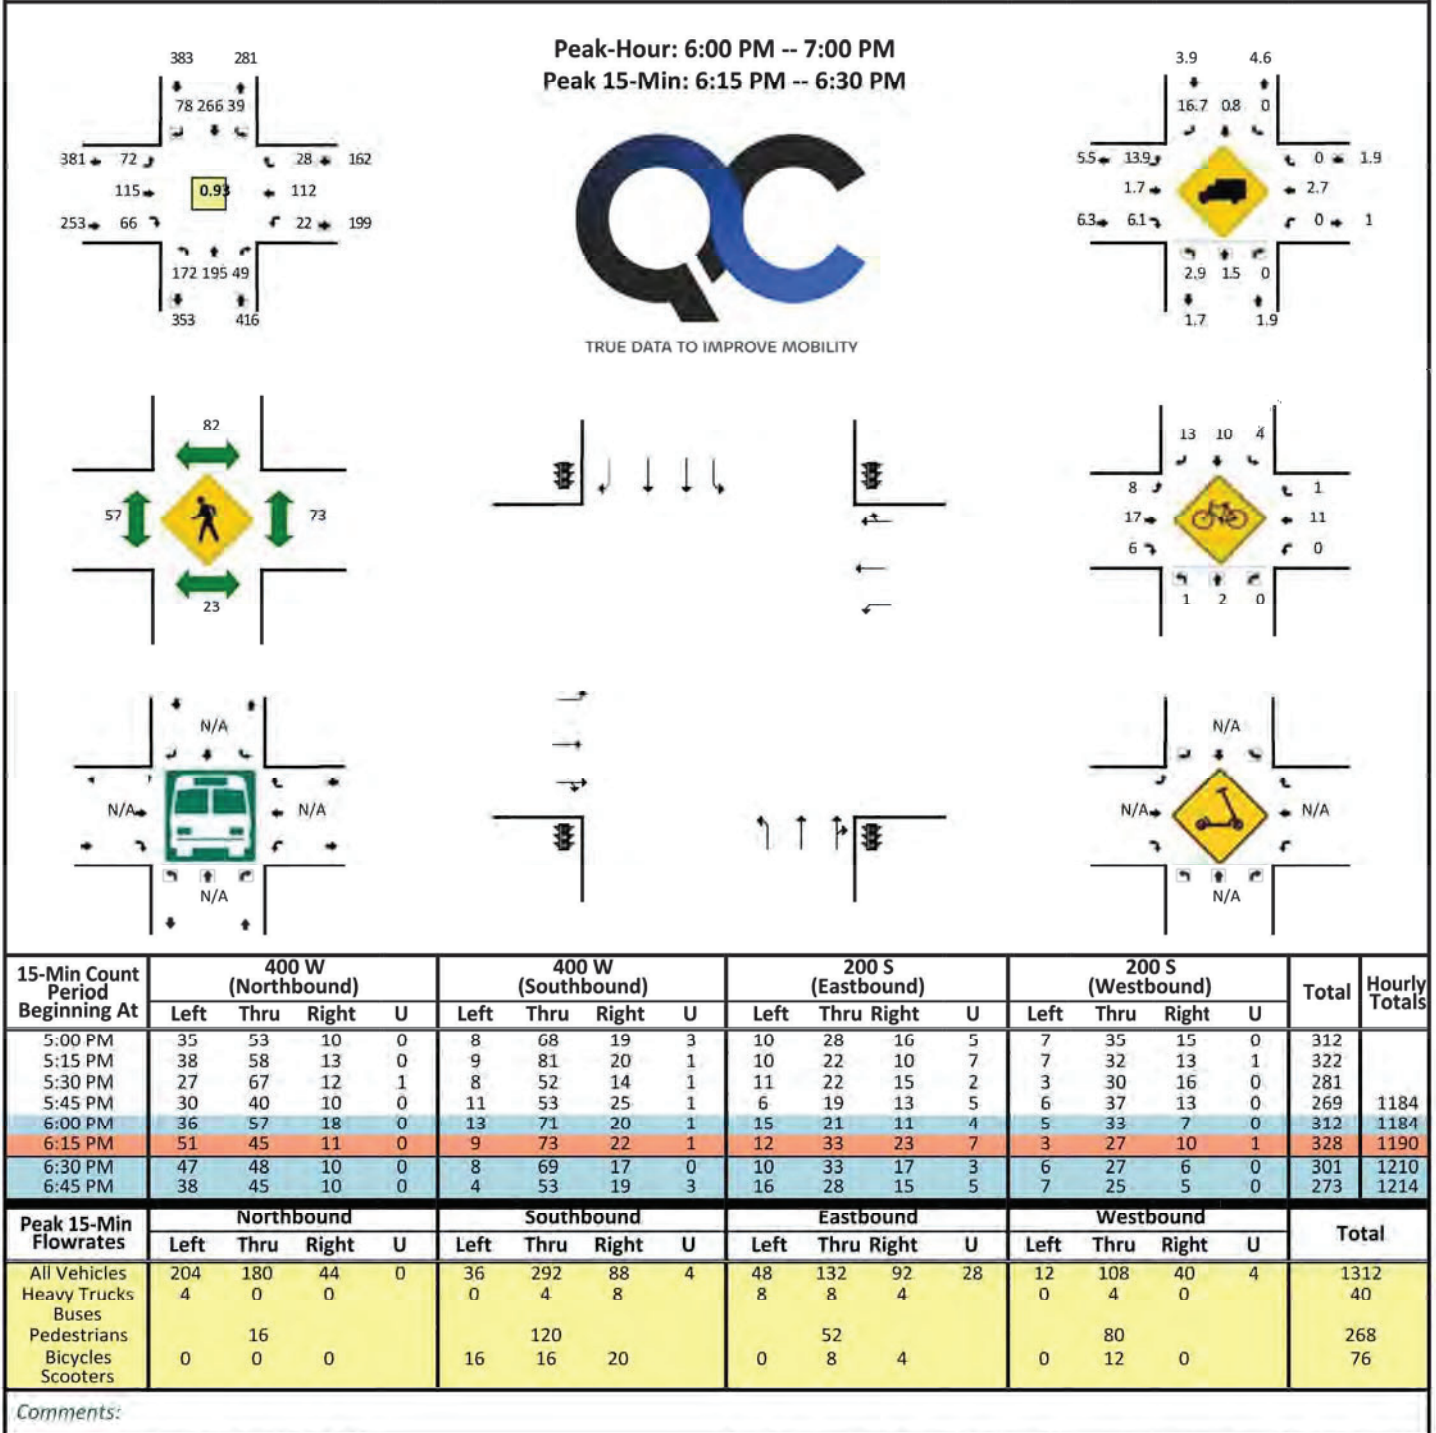 Peak-Hour: 6:00 PM -- 7:00 PM
Peak 15-Min: 6:15 PM -- 6:30 PM
383 281
78 266 39
381 72 28 162
115 0.93 112
253 66 22 199
172 195 49
353 416
QC
TRUE DATA TO IMPROVE MOBILITY
3.9 4.6
16.7 0.8 0
5.5 13.9 0 1.9
1.7 2.7
6.3 6.1 0 1
2.9 1.5 0
1.7 1.9
82
57 73
23
13 10 4
8 1
17 11
6 0
1 2 0
N/A
N/A N/A
N/A
N/A
N/A N/A
N/A
15-Min Count Period Beginning At 400 W (Northbound) 400 W (Southbound) 200 S (Eastbound) 200 S (Westbound) Total Hourly Totals
Left Thru Right U Left Thru Right U Left Thru Right U Left Thru Right U
5:00 PM 35 53 10 0 8 68 19 3 10 28 16 5 7 35 15 0 312
5:15 PM 38 58 13 0 9 81 20 1 10 22 10 7 7 32 13 1 322
5:30 PM 27 67 12 1 8 52 14 1 11 22 15 2 3 30 16 0 281
5:45 PM 30 40 10 0 11 53 25 1 6 19 13 5 6 37 13 0 269 1184
6:00 PM 36 57 18 0 13 71 20 1 15 21 11 4 5 33 7 0 312 1184
6:15 PM 51 45 11 0 9 73 22 1 12 33 23 7 3 27 10 1 328 1190
6:30 PM 47 48 10 0 8 69 17 0 10 33 17 3 6 27 6 0 301 1210
6:45 PM 38 45 10 0 4 53 19 3 16 28 15 5 7 25 5 0 273 1214
Peak 15-Min Flowrates Northbound Southbound Eastbound Westbound Total
Left Thru Right U Left Thru Right U Left Thru Right U Left Thru Right U
All Vehicles 204 180 44 0 36 292 88 4 48 132 92 28 12 108 40 4 1312
Heavy Trucks 4 0 0 0 4 8 8 8 4 0 4 0 40
Buses
Pedestrians 16 120 52 80 268
Bicycles 0 0 0 16 16 20 0 8 4 0 12 0 76
Scooters
Comments: